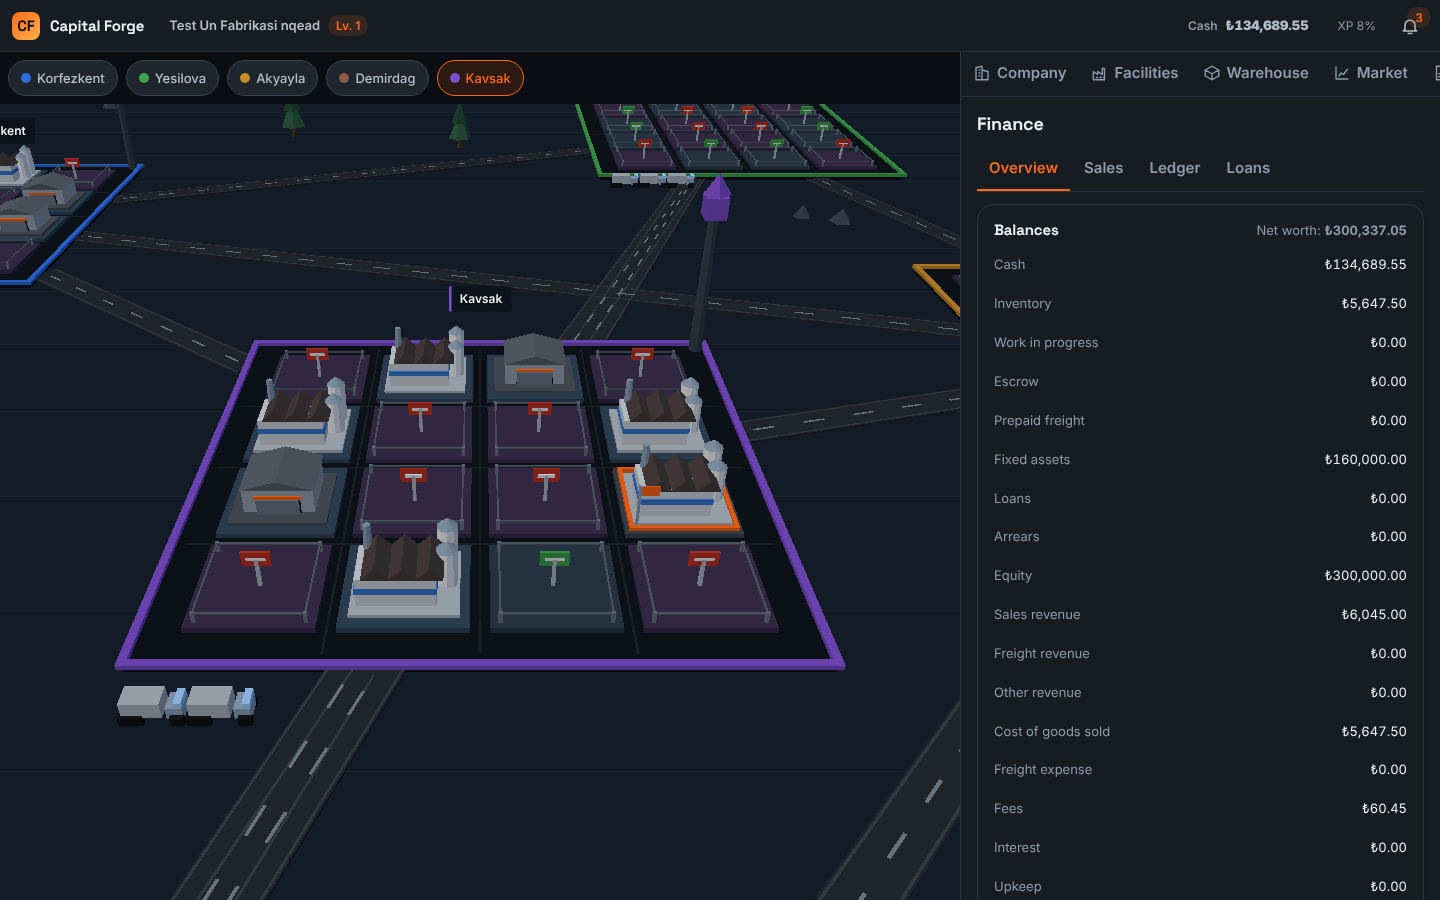 CF Capital Forge Test Un Fabrikasi nqead Lv. 1 Cash ₺134,689.55 XP 8% 3
Korfezkent Yesilova Akyayla Demirdag Kavsak
Company Facilities Warehouse Market
kent
Kavsak
Finance
Overview Sales Ledger Loans
Balances Net worth: ₺300,337.05
Cash ₺134,689.55
Inventory ₺5,647.50
Work in progress ₺0.00
Escrow ₺0.00
Prepaid freight ₺0.00
Fixed assets ₺160,000.00
Loans ₺0.00
Arrears ₺0.00
Equity ₺300,000.00
Sales revenue ₺6,045.00
Freight revenue ₺0.00
Other revenue ₺0.00
Cost of goods sold ₺5,647.50
Freight expense ₺0.00
Fees ₺60.45
Interest ₺0.00
Upkeep ₺0.00